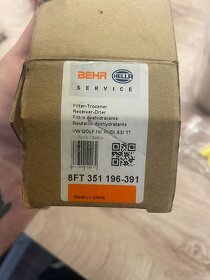 BEHR HELLA
SERVICE
Filter-Trockner
Receiver-Drier
Filtre deshidratante
VW GOLF IV/ AUDI A3/ TT
8FT 351 196-391
Made in China